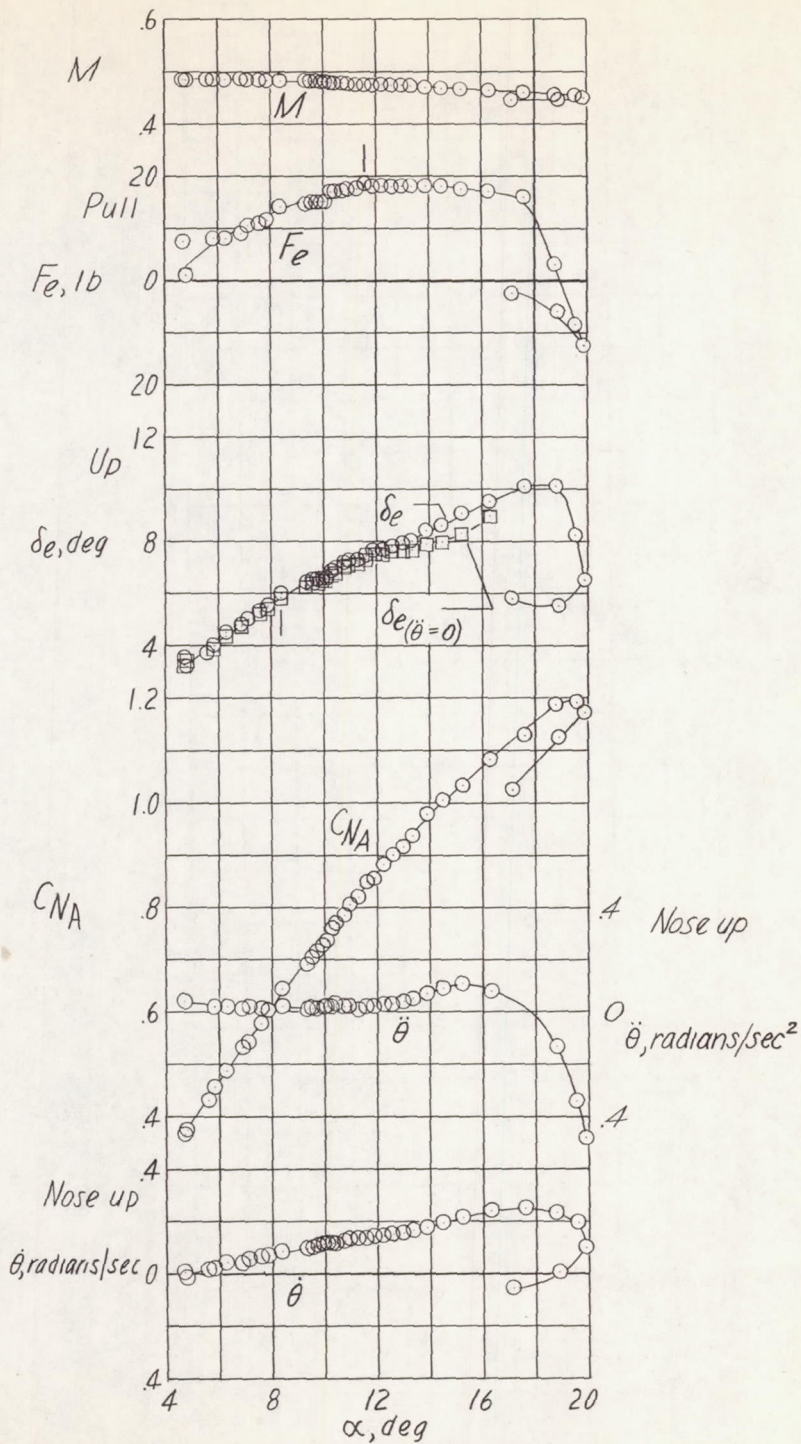 .6
M
M
.4
20
Pull
Fe
Fe, lb
0
20
12
Up
δe
δe, deg
8
δe(θ̈=0)
4
1.2
1.0
CNA
CNA
.8
.4
Nose up
.6
0
θ̈
θ̈, radians/sec²
.4
.4
.4
Nose up
θ̇, radians/sec
0
θ̇
.4
4
8
12
16
20
α, deg